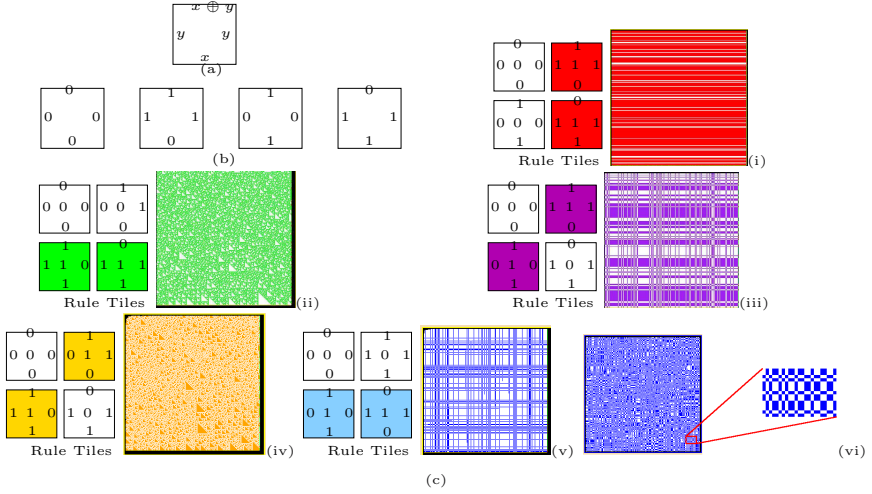 x ⊕ y
y y
x
(a)
0 1 1 0
0 0 1 1 0 0 1 1
0 0 1 1
(b)
0 1
0 0 0 1 1 1
0 0
1 0
0 0 0 1 1 1
1 1
Rule Tiles
(i)
0 1
0 0 0 0 0 1
0 0
1 0
1 1 0 1 1 1
1 1
Rule Tiles
(ii)
0 1
0 0 0 1 1 1
0 0
1 0
0 1 0 1 0 1
1 1
Rule Tiles
(iii)
0 1
0 0 0 0 1 1
0 0
1 0
1 1 0 1 0 1
1 1
Rule Tiles
(iv)
0 1
0 0 0 1 0 1
0 1
1 0
0 1 0 1 1 1
1 0
Rule Tiles
(v)
(vi)
(c)